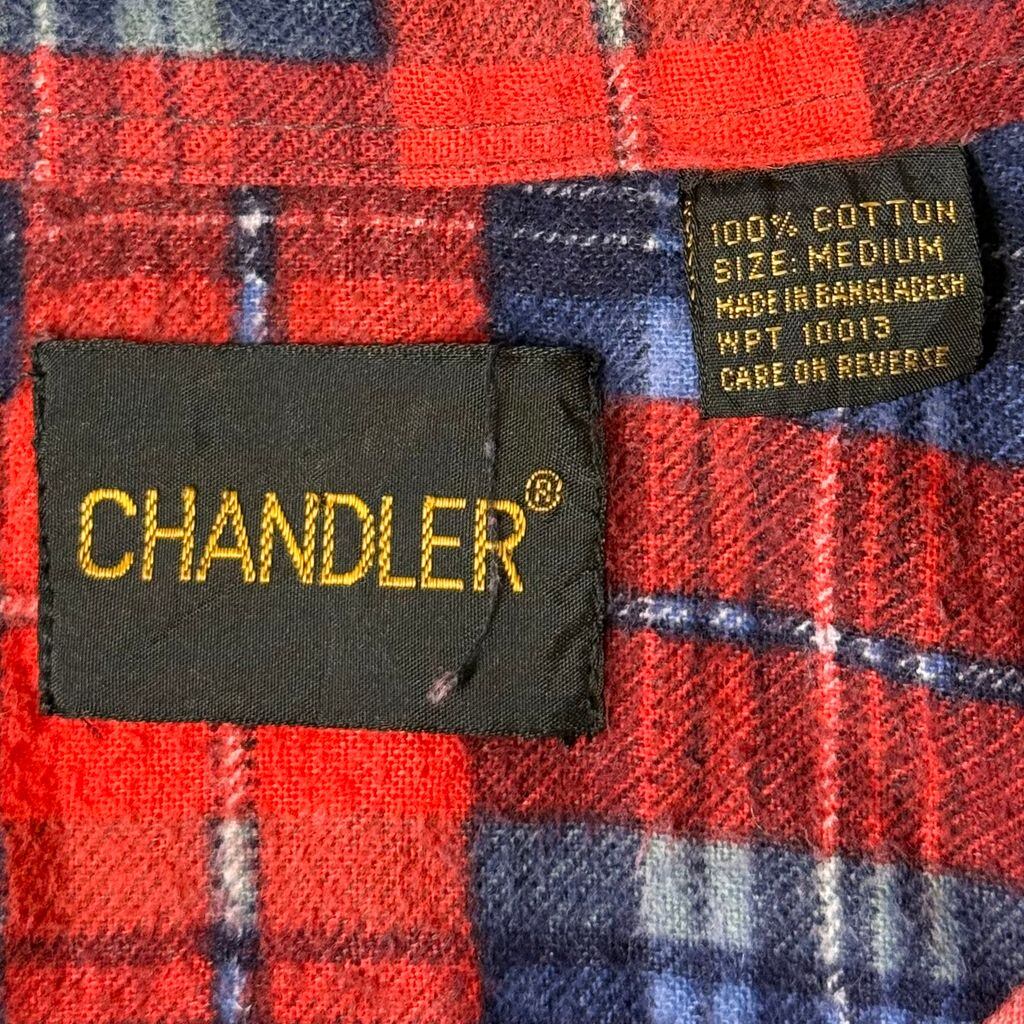 100% COTTON
SIZE: MEDIUM
MADE IN BANGLADESH
WPT 10013
CARE ON REVERSE
CHANDLER®